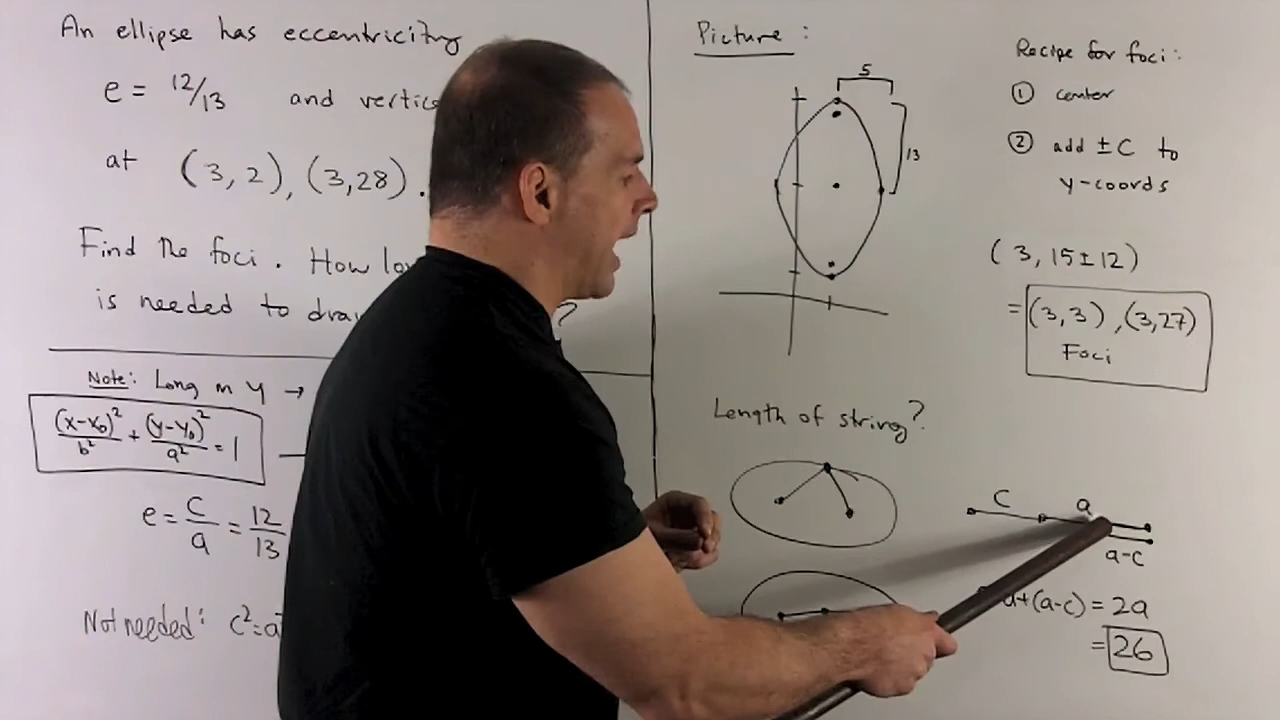 An ellipse has eccentricity
e = 12/13 and
at (3, 2), (3, 28).
Find the foci. How
is needed to ?
Note: Long in y →
(x-x₀)²/b² + (y-y₀)²/a² = 1
e = c/a = 12/13
Not needed: c² =
Picture:
5
13
Recipe for foci:
① center
② add ± c to
y-coords
(3, 15 ± 12)
= (3, 3), (3, 27)
Foci
Length of string?
c a
a-c
+(a-c) = 2a
= 26